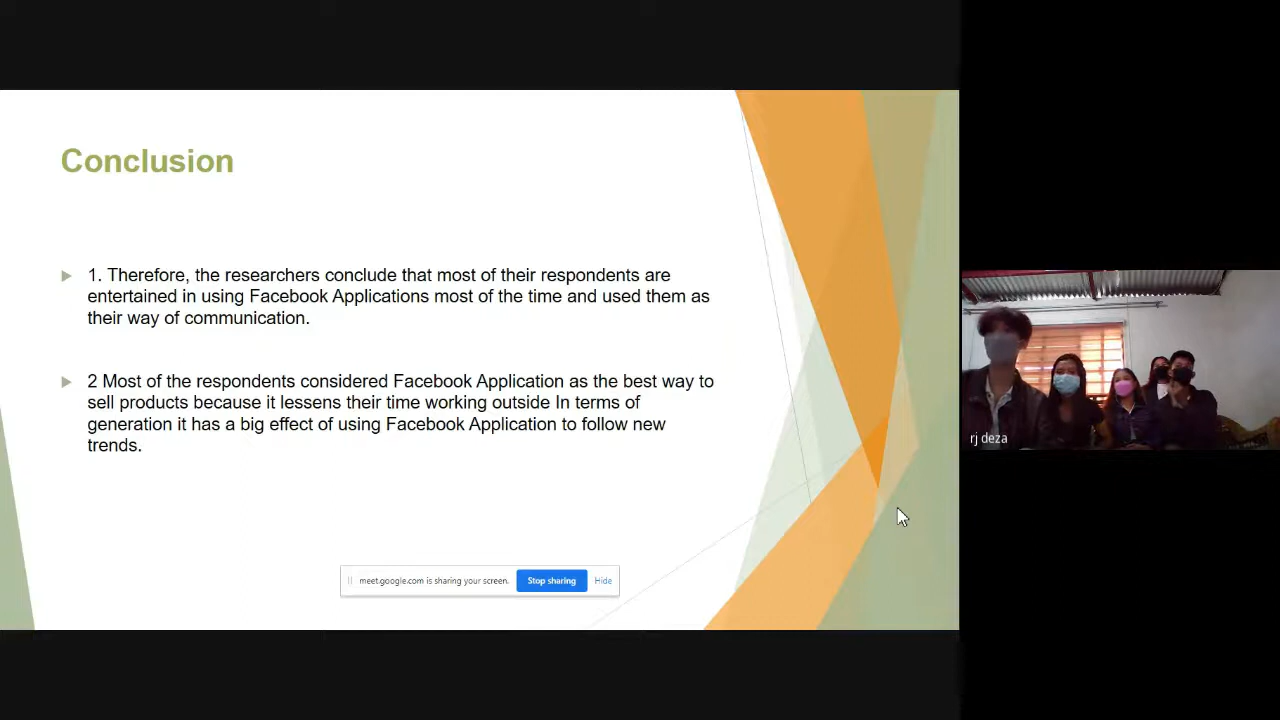 Conclusion
1. Therefore, the researchers conclude that most of their respondents are
entertained in using Facebook Applications most of the time and used them as
their way of communication.
2 Most of the respondents considered Facebook Application as the best way to
sell products because it lessens their time working outside In terms of
generation it has a big effect of using Facebook Application to follow new
trends.
meet.google.com is sharing your screen.
Stop sharing
Hide
rj deza